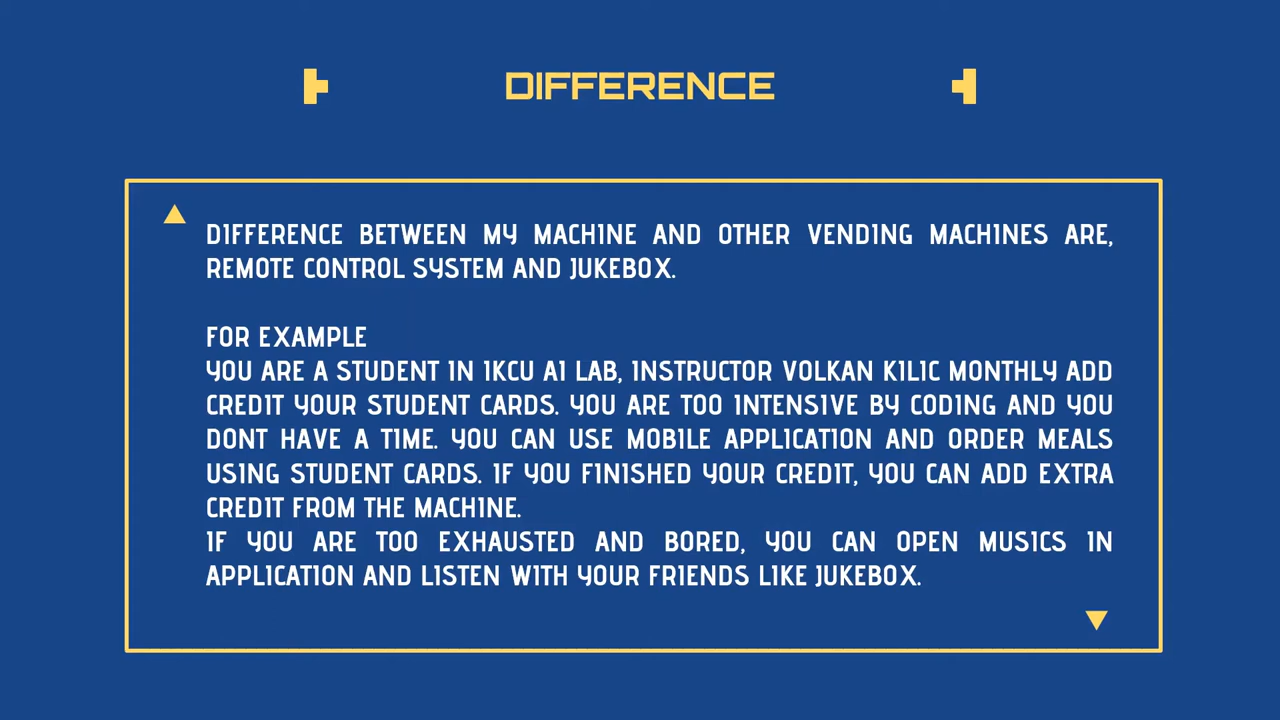 DIFFERENCE
DIFFERENCE BETWEEN MY MACHINE AND OTHER VENDING MACHINES ARE,
REMOTE CONTROL SYSTEM AND JUKEBOX.
FOR EXAMPLE
YOU ARE A STUDENT IN IKCU AI LAB, INSTRUCTOR VOLKAN KILIC MONTHLY ADD
CREDIT YOUR STUDENT CARDS. YOU ARE TOO INTENSIVE BY CODING AND YOU
DONT HAVE A TIME. YOU CAN USE MOBILE APPLICATION AND ORDER MEALS
USING STUDENT CARDS. IF YOU FINISHED YOUR CREDIT, YOU CAN ADD EXTRA
CREDIT FROM THE MACHINE.
IF YOU ARE TOO EXHAUSTED AND BORED, YOU CAN OPEN MUSICS IN
APPLICATION AND LISTEN WITH YOUR FRIENDS LIKE JUKEBOX.